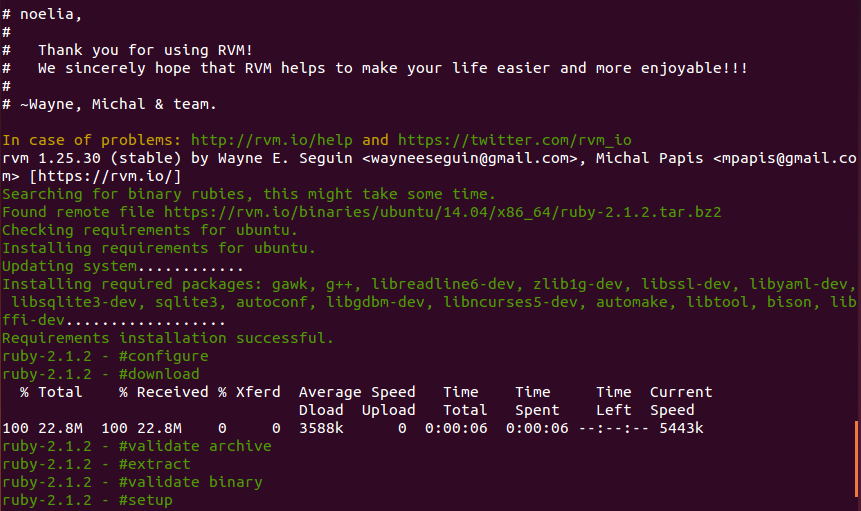 # noelia,
#
#   Thank you for using RVM!
#   We sincerely hope that RVM helps to make your life easier and more enjoyable!!!
#
# ~Wayne, Michal & team.

In case of problems: http://rvm.io/help and https://twitter.com/rvm_io
rvm 1.25.30 (stable) by Wayne E. Seguin <wayneeseguin@gmail.com>, Michal Papis <mpapis@gmail.co
m> [https://rvm.io/]
Searching for binary rubies, this might take some time.
Found remote file https://rvm.io/binaries/ubuntu/14.04/x86_64/ruby-2.1.2.tar.bz2
Checking requirements for ubuntu.
Installing requirements for ubuntu.
Updating system............
Installing required packages: gawk, g++, libreadline6-dev, zlib1g-dev, libssl-dev, libyaml-dev,
 libsqlite3-dev, sqlite3, autoconf, libgdbm-dev, libncurses5-dev, automake, libtool, bison, lib
ffi-dev..................
Requirements installation successful.
ruby-2.1.2 - #configure
ruby-2.1.2 - #download
  % Total    % Received % Xferd  Average Speed   Time    Time     Time  Current
                                 Dload  Upload   Total   Spent    Left  Speed
100 22.8M  100 22.8M    0     0  3588k      0  0:00:06  0:00:06 --:--:-- 5443k
ruby-2.1.2 - #validate archive
ruby-2.1.2 - #extract
ruby-2.1.2 - #validate binary
ruby-2.1.2 - #setup